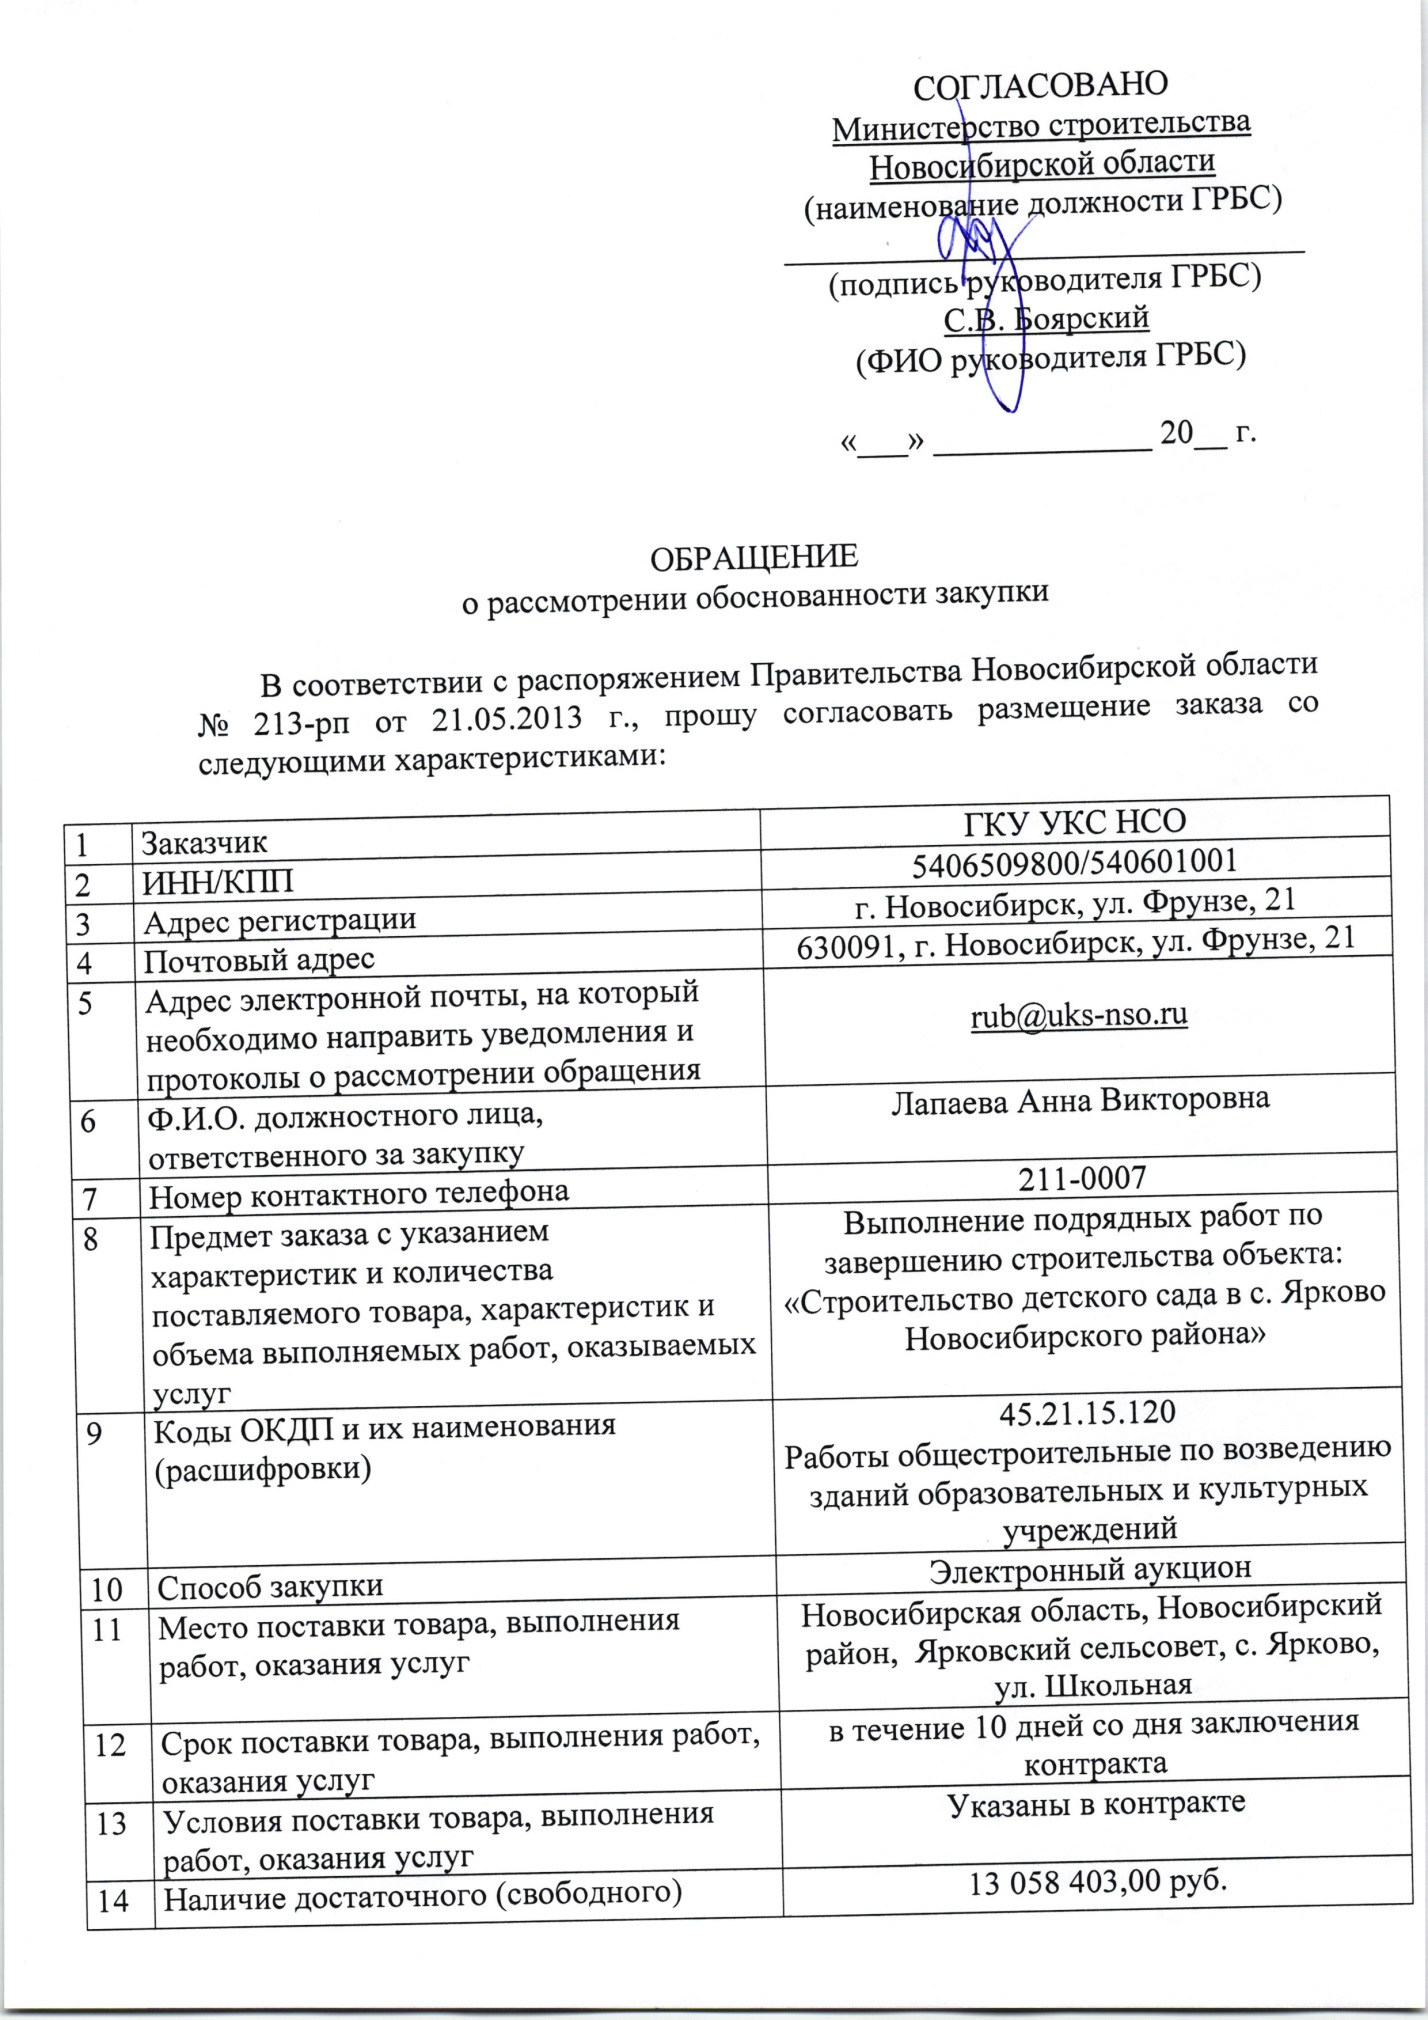 СОГЛАСОВАНО
Министерство строительства
Новосибирской области
(наименование должности ГРБС)
(подпись руководителя ГРБС)
С.В. Боярский
(ФИО руководителя ГРБС)
«___» _____________ 20__ г.
ОБРАЩЕНИЕ
о рассмотрении обоснованности закупки
В соответствии с распоряжением Правительства Новосибирской области
№ 213-рп от 21.05.2013 г., прошу согласовать размещение заказа со
следующими характеристиками:
1 Заказчик ГКУ УКС НСО
2 ИНН/КПП 5406509800/540601001
3 Адрес регистрации г. Новосибирск, ул. Фрунзе, 21
4 Почтовый адрес 630091, г. Новосибирск, ул. Фрунзе, 21
5 Адрес электронной почты, на который
необходимо направить уведомления и
протоколы о рассмотрении обращения
rub@uks-nso.ru
6 Ф.И.О. должностного лица,
ответственного за закупку
Лапаева Анна Викторовна
7 Номер контактного телефона 211-0007
8 Предмет заказа с указанием
характеристик и количества
поставляемого товара, характеристик и
объема выполняемых работ, оказываемых
услуг
Выполнение подрядных работ по
завершению строительства объекта:
«Строительство детского сада в с. Ярково
Новосибирского района»
9 Коды ОКДП и их наименования
(расшифровки)
45.21.15.120
Работы общестроительные по возведению
зданий образовательных и культурных
учреждений
10 Способ закупки Электронный аукцион
11 Место поставки товара, выполнения
работ, оказания услуг
Новосибирская область, Новосибирский
район, Ярковский сельсовет, с. Ярково,
ул. Школьная
12 Срок поставки товара, выполнения работ,
оказания услуг
в течение 10 дней со дня заключения
контракта
13 Условия поставки товара, выполнения
работ, оказания услуг
Указаны в контракте
14 Наличие достаточного (свободного) 13 058 403,00 руб.